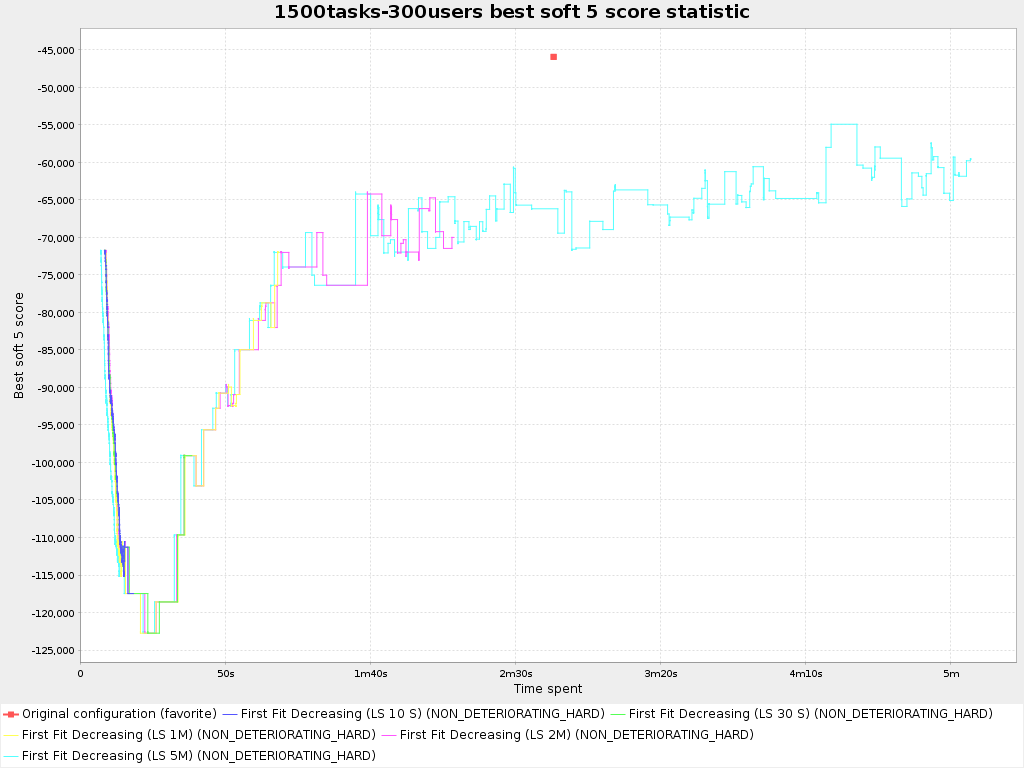 1500tasks-300users best soft 5 score statistic
-45,000
-50,000
-55,000
-60,000
-65,000
-70,000
-75,000
-80,000
-85,000
-90,000
-95,000
-100,000
-105,000
-110,000
-115,000
-120,000
-125,000
Best soft 5 score
0 50s 1m40s 2m30s 3m20s 4m10s 5m
Time spent
Original configuration (favorite) First Fit Decreasing (LS 10 S) (NON_DETERIORATING_HARD) First Fit Decreasing (LS 30 S) (NON_DETERIORATING_HARD)
First Fit Decreasing (LS 1M) (NON_DETERIORATING_HARD) First Fit Decreasing (LS 2M) (NON_DETERIORATING_HARD)
First Fit Decreasing (LS 5M) (NON_DETERIORATING_HARD)